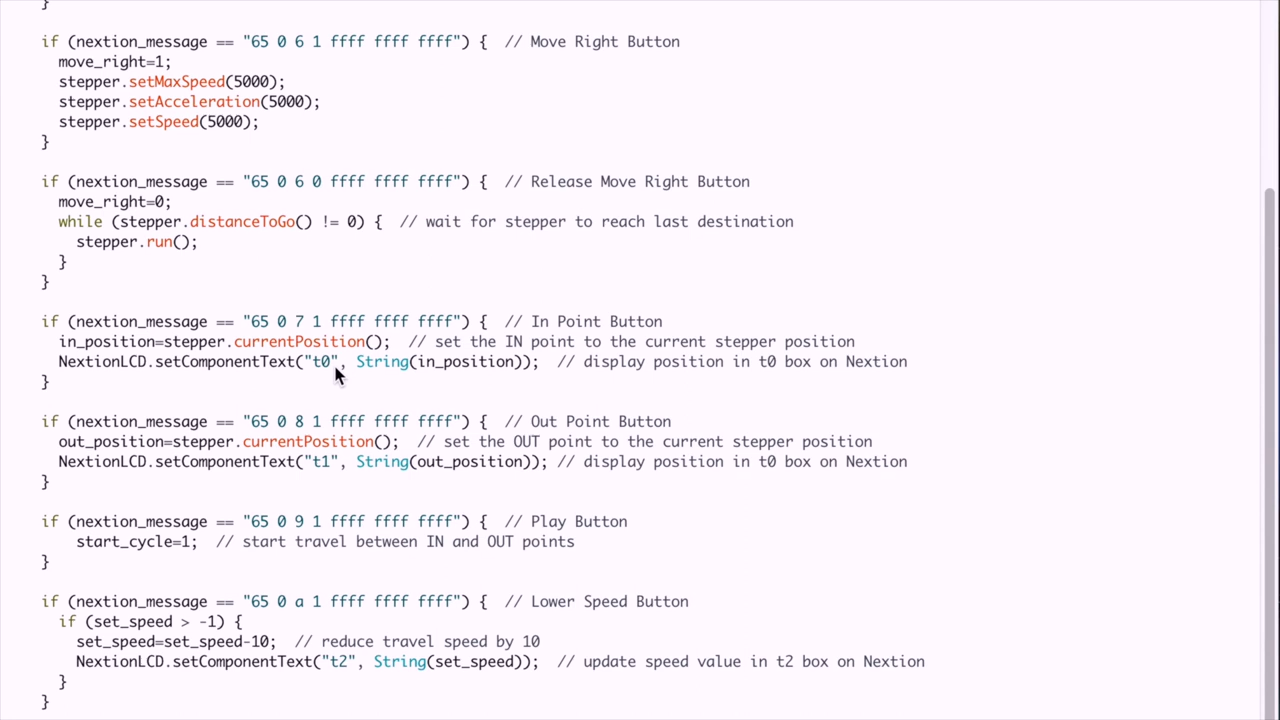 }
if (nextion_message == "65 0 6 1 ffff ffff ffff") {  // Move Right Button
  move_right=1;
  stepper.setMaxSpeed(5000);
  stepper.setAcceleration(5000);
  stepper.setSpeed(5000);
}
if (nextion_message == "65 0 6 0 ffff ffff ffff") {  // Release Move Right Button
  move_right=0;
  while (stepper.distanceToGo() != 0) {  // wait for stepper to reach last destination
    stepper.run();
  }
}
if (nextion_message == "65 0 7 1 ffff ffff ffff") {  // In Point Button
  in_position=stepper.currentPosition();  // set the IN point to the current stepper position
  NextionLCD.setComponentText("t0", String(in_position));  // display position in t0 box on Nextion
}
if (nextion_message == "65 0 8 1 ffff ffff ffff") {  // Out Point Button
  out_position=stepper.currentPosition();  // set the OUT point to the current stepper position
  NextionLCD.setComponentText("t1", String(out_position)); // display position in t0 box on Nextion
}
if (nextion_message == "65 0 9 1 ffff ffff ffff") {  // Play Button
    start_cycle=1;  // start travel between IN and OUT points
}
if (nextion_message == "65 0 a 1 ffff ffff ffff") {  // Lower Speed Button
  if (set_speed > -1) {
    set_speed=set_speed-10;  // reduce travel speed by 10
    NextionLCD.setComponentText("t2", String(set_speed));  // update speed value in t2 box on Nextion
  }
}